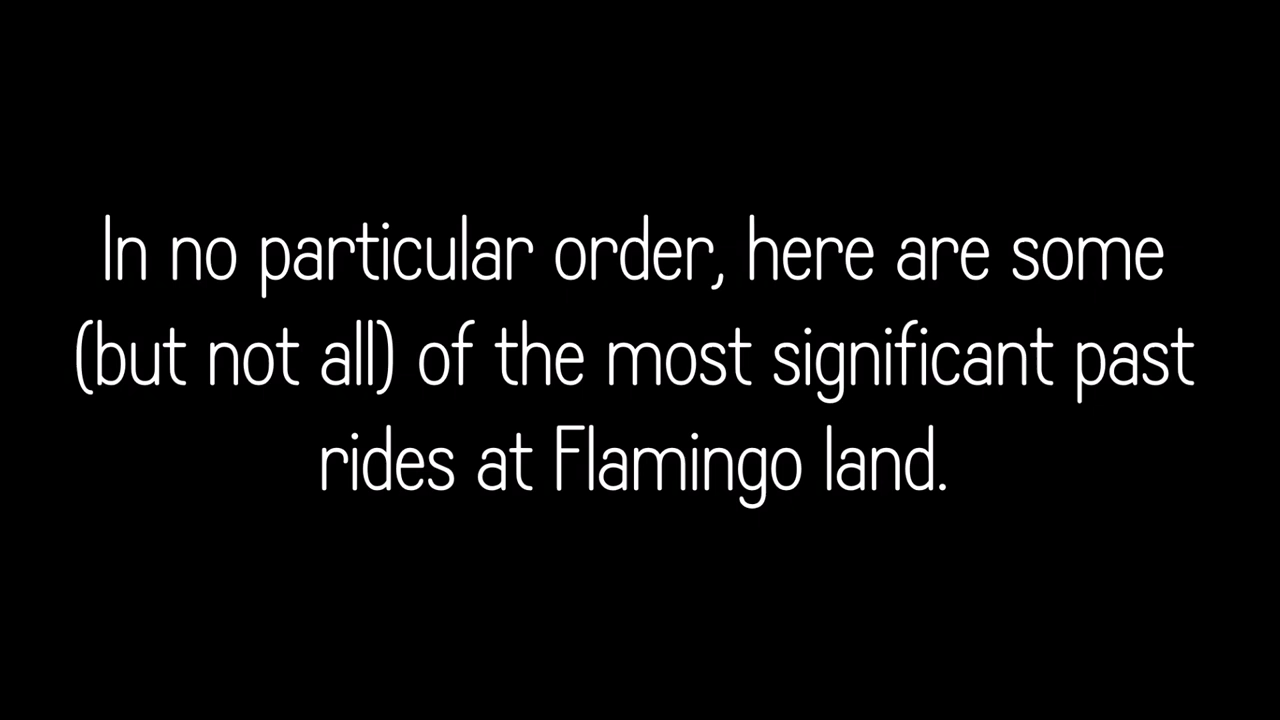 In no particular order, here are some
(but not all) of the most significant past
rides at Flamingo land.